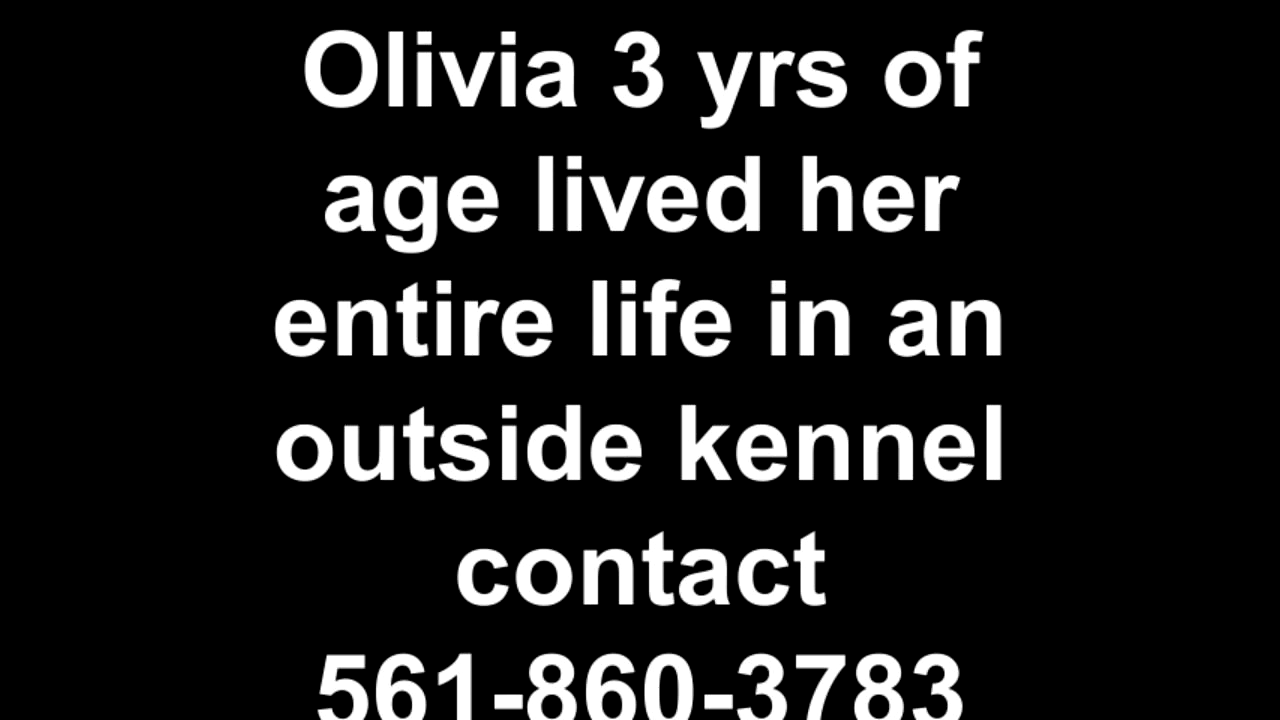 Olivia 3 yrs of
age lived her
entire life in an
outside kennel
contact
561-860-3783